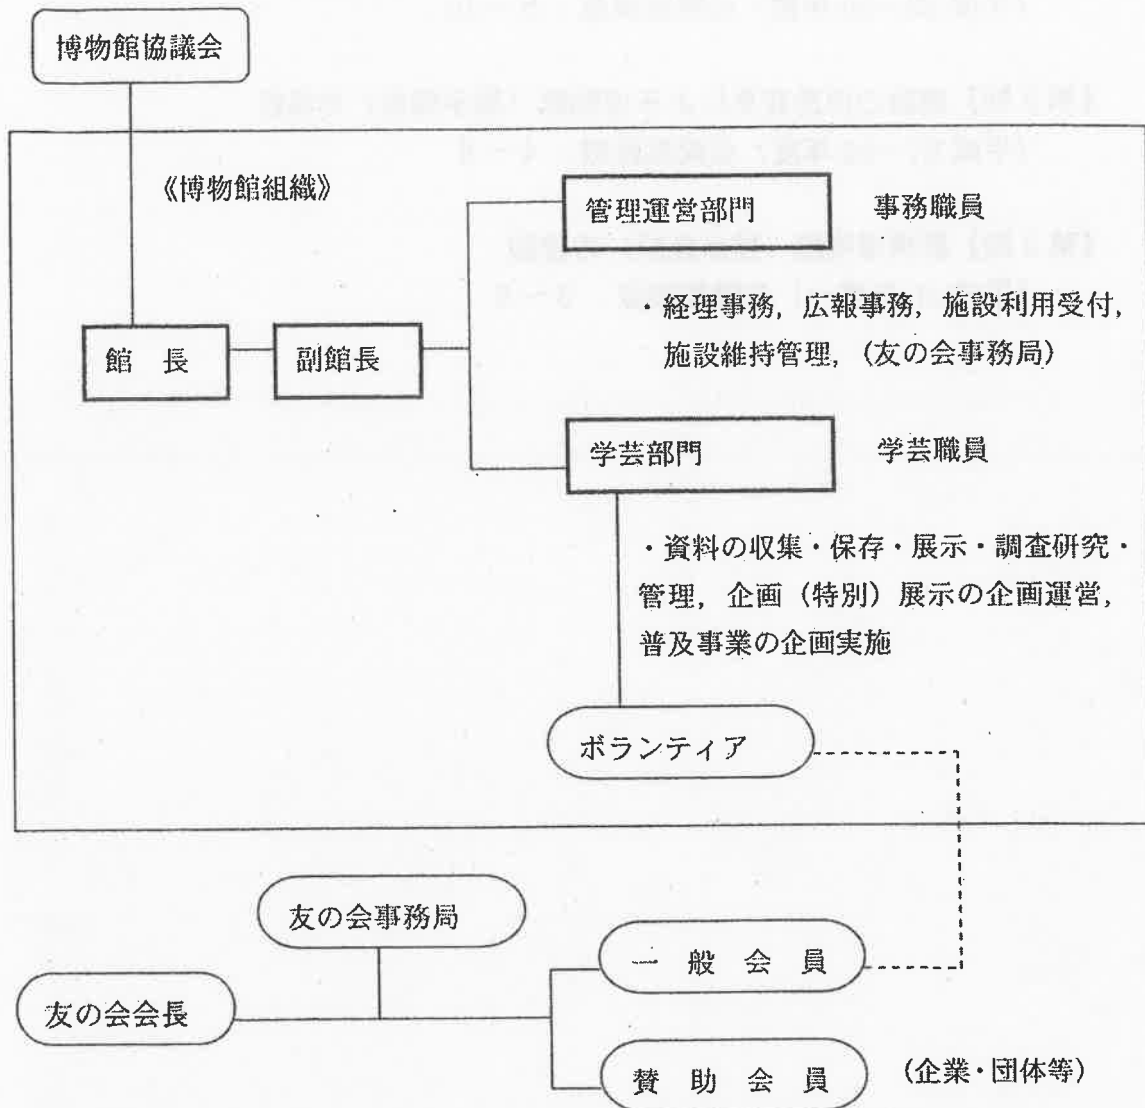 博物館協議会
《博物館組織》
管理運営部門　事務職員
・経理事務，広報事務，施設利用受付，
施設維持管理，(友の会事務局)
館　長
副館長
学芸部門　学芸職員
・資料の収集・保存・展示・調査研究・
管理，企画（特別）展示の企画運営，
普及事業の企画実施
ボランティア
友の会事務局
一　般　会　員
友の会会長
賛　助　会　員　(企業・団体等)